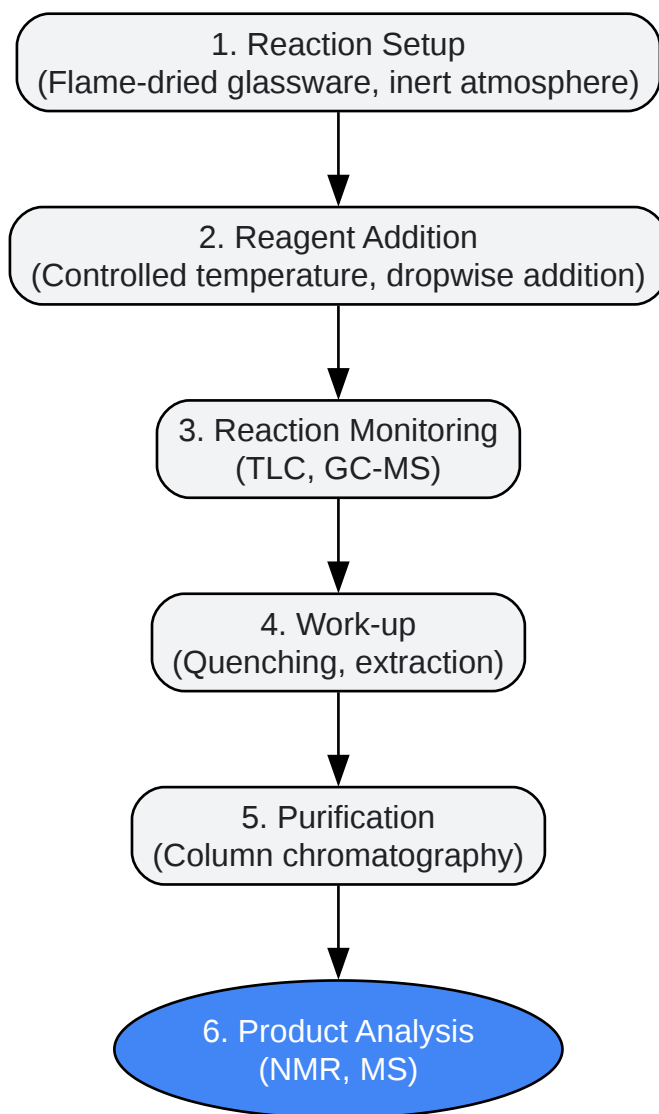 1. Reaction Setup
(Flame-dried glassware, inert atmosphere)
2. Reagent Addition
(Controlled temperature, dropwise addition)
3. Reaction Monitoring
(TLC, GC-MS)
4. Work-up
(Quenching, extraction)
5. Purification
(Column chromatography)
6. Product Analysis
(NMR, MS)